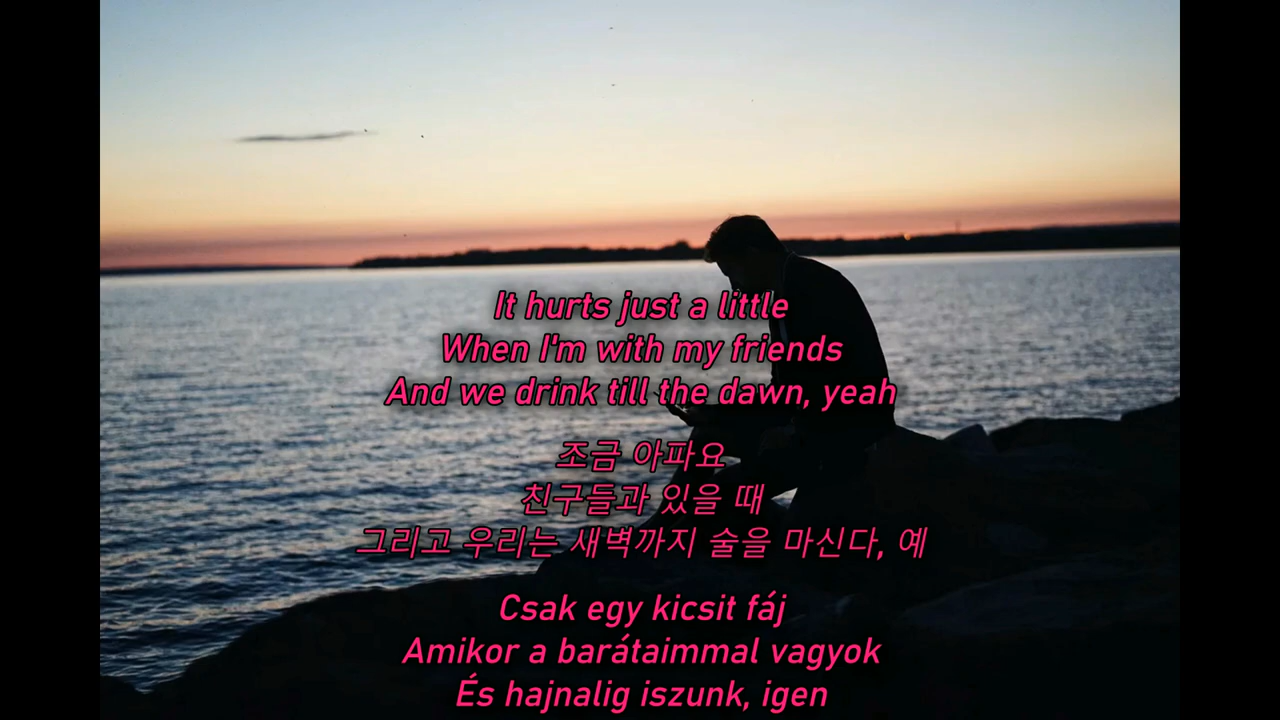 It hurts just a little
When I'm with my friends
And we drink till the dawn, yeah
조금 아파요
친구들과 있을 때
그리고 우리는 새벽까지 술을 마신다, 예
Csak egy kicsit fáj
Amikor a barátaimmal vagyok
És hajnalig iszunk, igen